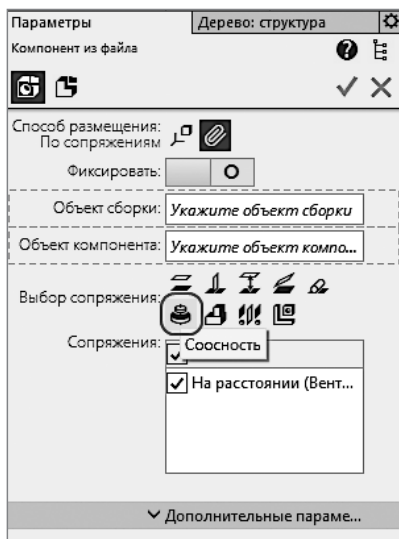 Параметры
Дерево: структура
Компонент из файла
Способ размещения:
По сопряжениям
Фиксировать:
Объект сборки: Укажите объект сборки
Объект компонента: Укажите объект компо...
Выбор сопряжения:
Сопряжения:
Соосность
На расстоянии (Вент...
Дополнительные параме...